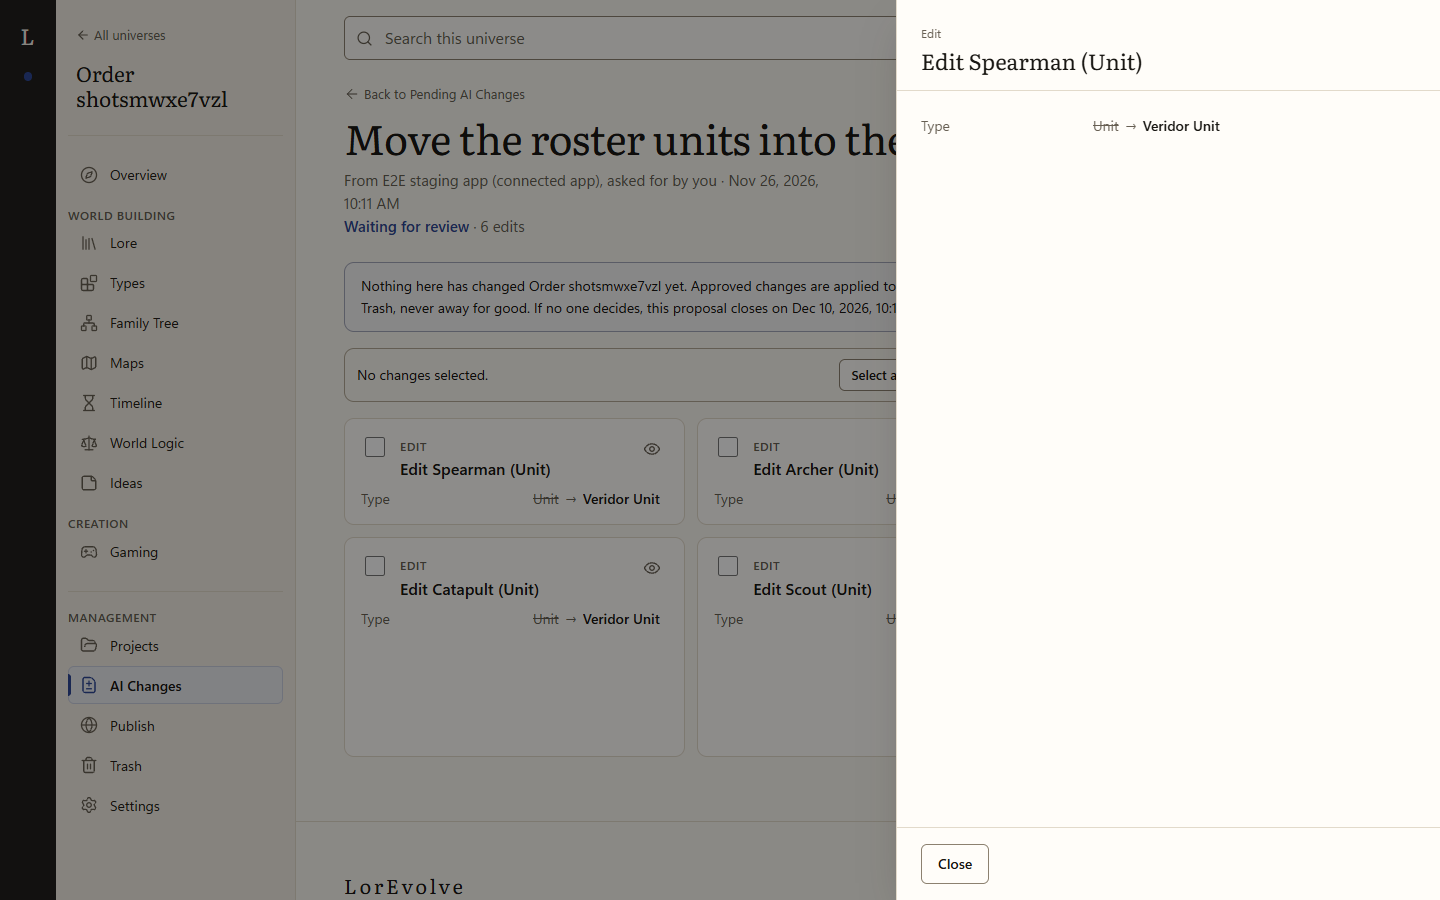 L
All universes
Order
shotsmwxe7vzl
Overview
WORLD BUILDING
Lore
Types
Family Tree
Maps
Timeline
World Logic
Ideas
CREATION
Gaming
MANAGEMENT
Projects
AI Changes
Publish
Trash
Settings
Search this universe
Back to Pending AI Changes
Move the roster units into the
From E2E staging app (connected app), asked for by you · Nov 26, 2026,
10:11 AM
Waiting for review · 6 edits
Nothing here has changed Order shotsmwxe7vzl yet. Approved changes are applied to
Trash, never away for good. If no one decides, this proposal closes on Dec 10, 2026, 10:1
No changes selected.
Select a
EDIT
Edit Spearman (Unit)
Type
Unit → Veridor Unit
EDIT
Edit Archer (Unit)
Type
U
EDIT
Edit Catapult (Unit)
Type
Unit → Veridor Unit
EDIT
Edit Scout (Unit)
Type
U
LorEvolve
Edit
Edit Spearman (Unit)
Type
Unit → Veridor Unit
Close